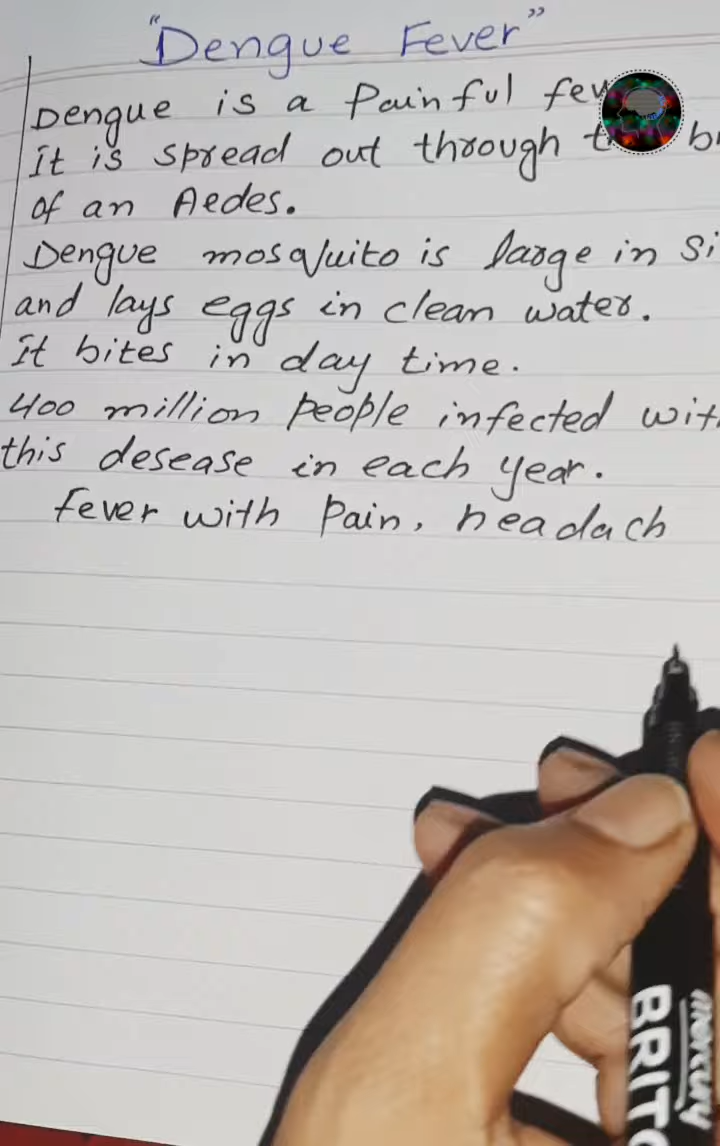 "Dengue Fever"
Dengue is a Painful fev
It is spread out through t b
of an Aedes.
Dengue mosquito is large in Si
and lays eggs in clean water.
It bites in day time.
400 million people infected wit
this desease in each year.
Fever with Pain, headach
mercury
BRITO